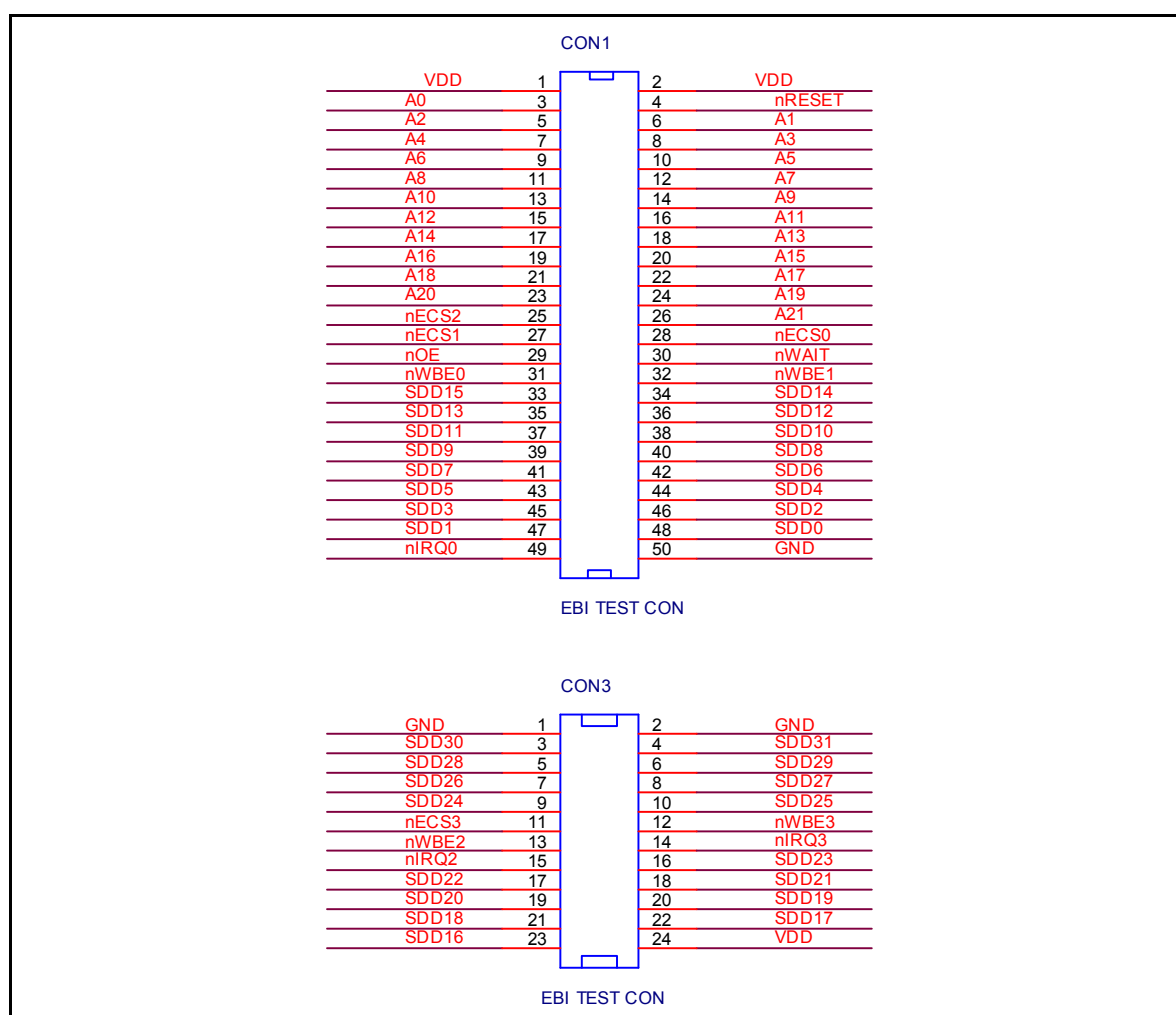 CON1
VDD 1 2 VDD
A0 3 4 nRESET
A2 5 6 A1
A4 7 8 A3
A6 9 10 A5
A8 11 12 A7
A10 13 14 A9
A12 15 16 A11
A14 17 18 A13
A16 19 20 A15
A18 21 22 A17
A20 23 24 A19
nECS2 25 26 A21
nECS1 27 28 nECS0
nOE 29 30 nWAIT
nWBE0 31 32 nWBE1
SDD15 33 34 SDD14
SDD13 35 36 SDD12
SDD11 37 38 SDD10
SDD9 39 40 SDD8
SDD7 41 42 SDD6
SDD5 43 44 SDD4
SDD3 45 46 SDD2
SDD1 47 48 SDD0
nIRQ0 49 50 GND
EBI TEST CON
CON3
GND 1 2 GND
SDD30 3 4 SDD31
SDD28 5 6 SDD29
SDD26 7 8 SDD27
SDD24 9 10 SDD25
nECS3 11 12 nWBE3
nWBE2 13 14 nIRQ3
nIRQ2 15 16 SDD23
SDD22 17 18 SDD21
SDD20 19 20 SDD19
SDD18 21 22 SDD17
SDD16 23 24 VDD
EBI TEST CON